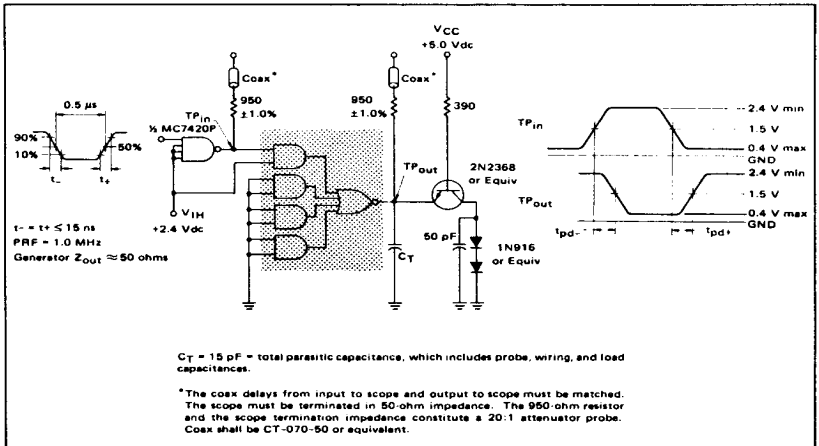 VCC
+5.0 Vdc
Coax*
Coax*
0.5 µs
950
±1.0%
950
±1.0%
390
TPin
½ MC7420P
90%
10%
50%
t-
t+
TPout
2N2368
or Equiv
VIH
+2.4 Vdc
t- = t+ ≤ 15 ns
PRF = 1.0 MHz
Generator Zout ≈ 50 ohms
50 pF
1N916
or Equiv
CT
TPin
2.4 V min
1.5 V
0.4 V max
GND
2.4 V min
TPout
1.5 V
0.4 V max
GND
tpd-
tpd+
CT = 15 pF = total parasitic capacitance, which includes probe, wiring, and load
capacitances.
*The coax delays from input to scope and output to scope must be matched.
The scope must be terminated in 50-ohm impedance. The 950-ohm resistor
and the scope termination impedance constitute a 20:1 attenuator probe.
Coax shall be CT-070-50 or equivalent.